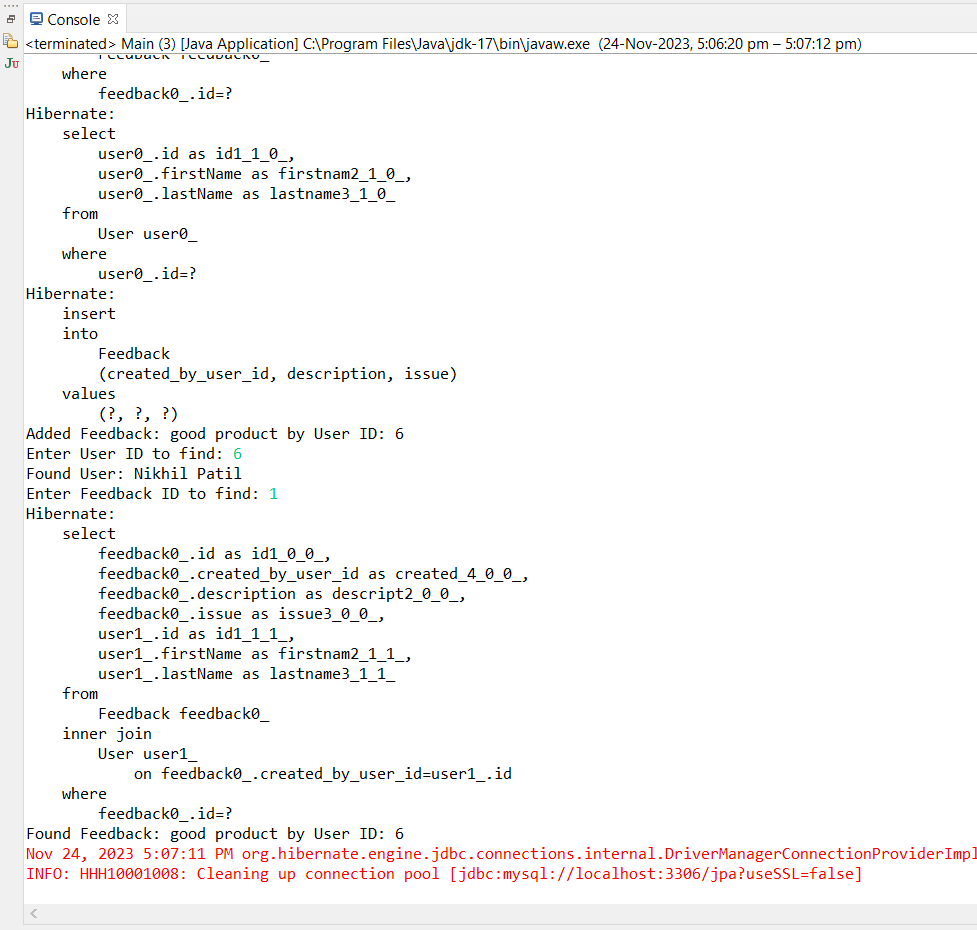 Console
<terminated> Main (3) [Java Application] C:\Program Files\Java\jdk-17\bin\javaw.exe (24-Nov-2023, 5:06:20 pm – 5:07:12 pm)
Feedback feedback0_
where
feedback0_.id=?
Hibernate:
select
user0_.id as id1_1_0_,
user0_.firstName as firstnam2_1_0_,
user0_.lastName as lastname3_1_0_
from
User user0_
where
user0_.id=?
Hibernate:
insert
into
Feedback
(created_by_user_id, description, issue)
values
(?, ?, ?)
Added Feedback: good product by User ID: 6
Enter User ID to find: 6
Found User: Nikhil Patil
Enter Feedback ID to find: 1
Hibernate:
select
feedback0_.id as id1_0_0_,
feedback0_.created_by_user_id as created_4_0_0_,
feedback0_.description as descript2_0_0_,
feedback0_.issue as issue3_0_0_,
user1_.id as id1_1_1_,
user1_.firstName as firstnam2_1_1_,
user1_.lastName as lastname3_1_1_
from
Feedback feedback0_
inner join
User user1_
on feedback0_.created_by_user_id=user1_.id
where
feedback0_.id=?
Found Feedback: good product by User ID: 6
Nov 24, 2023 5:07:11 PM org.hibernate.engine.jdbc.connections.internal.DriverManagerConnectionProviderImpl
INFO: HHH10001008: Cleaning up connection pool [jdbc:mysql://localhost:3306/jpa?useSSL=false]
Ju